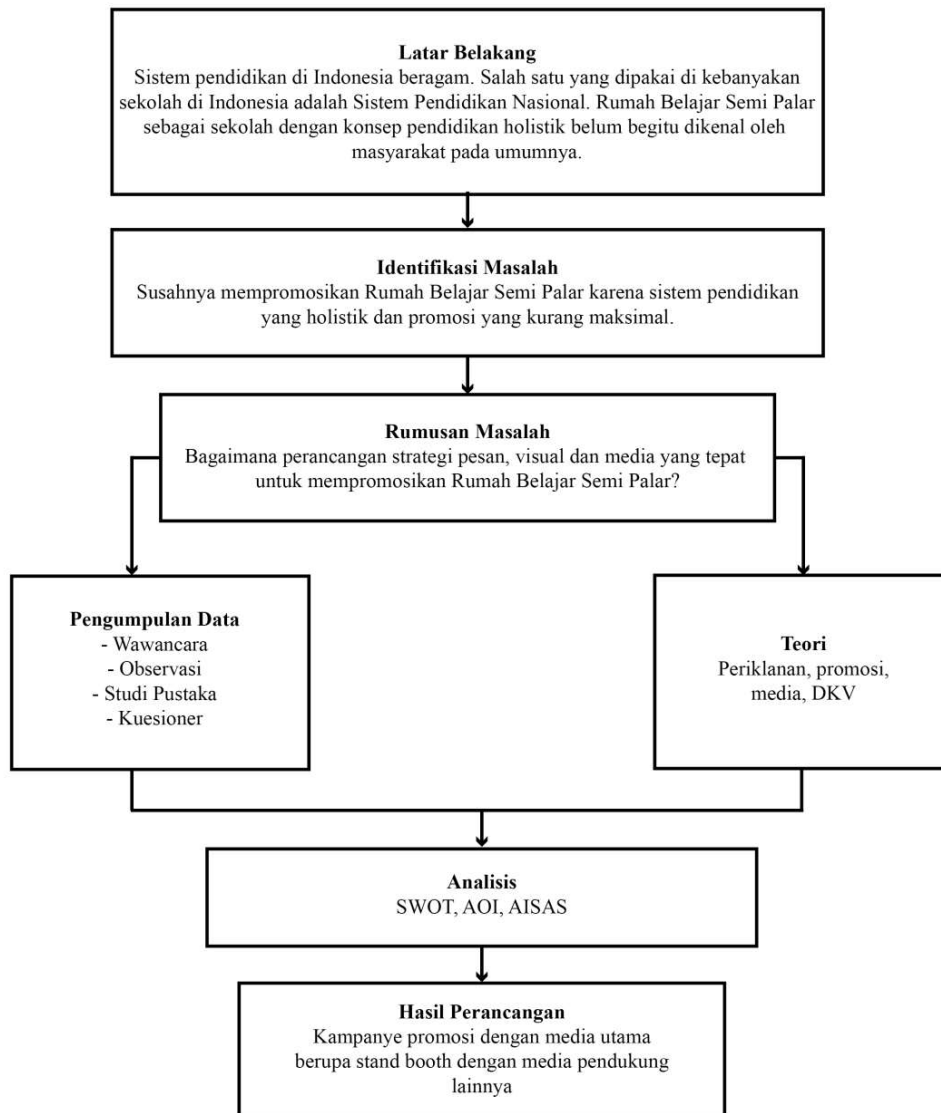 Latar Belakang
Sistem pendidikan di Indonesia beragam. Salah satu yang dipakai di kebanyakan
sekolah di Indonesia adalah Sistem Pendidikan Nasional. Rumah Belajar Semi Palar
sebagai sekolah dengan konsep pendidikan holistik belum begitu dikenal oleh
masyarakat pada umumnya.
Identifikasi Masalah
Susahnya mempromosikan Rumah Belajar Semi Palar karena sistem pendidikan
yang holistik dan promosi yang kurang maksimal.
Rumusan Masalah
Bagaimana perancangan strategi pesan, visual dan media yang tepat
untuk mempromosikan Rumah Belajar Semi Palar?
Pengumpulan Data
- Wawancara
- Observasi
- Studi Pustaka
- Kuesioner
Teori
Periklanan, promosi,
media, DKV
Analisis
SWOT, AOI, AISAS
Hasil Perancangan
Kampanye promosi dengan media utama
berupa stand booth dengan media pendukung
lainnya